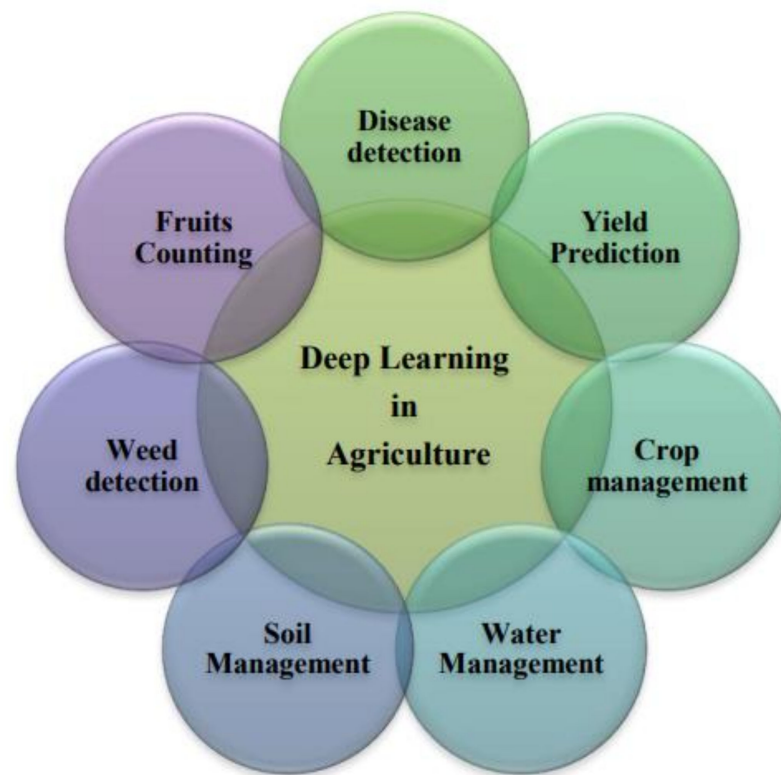 Disease
detection
Yield
Prediction
Crop
management
Water
Management
Soil
Management
Weed
detection
Fruits
Counting
Deep Learning
in
Agriculture